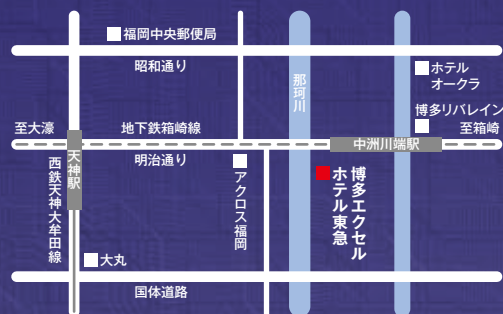 福岡中央郵便局
昭和通り
那珂川
ホテル
オークラ
博多リバレイン
至大濠
地下鉄箱崎線
中洲川端駅
至箱崎
天神駅
明治通り
西鉄天神大牟田線
アクロス福岡
博多エクセル
ホテル東急
大丸
国体道路